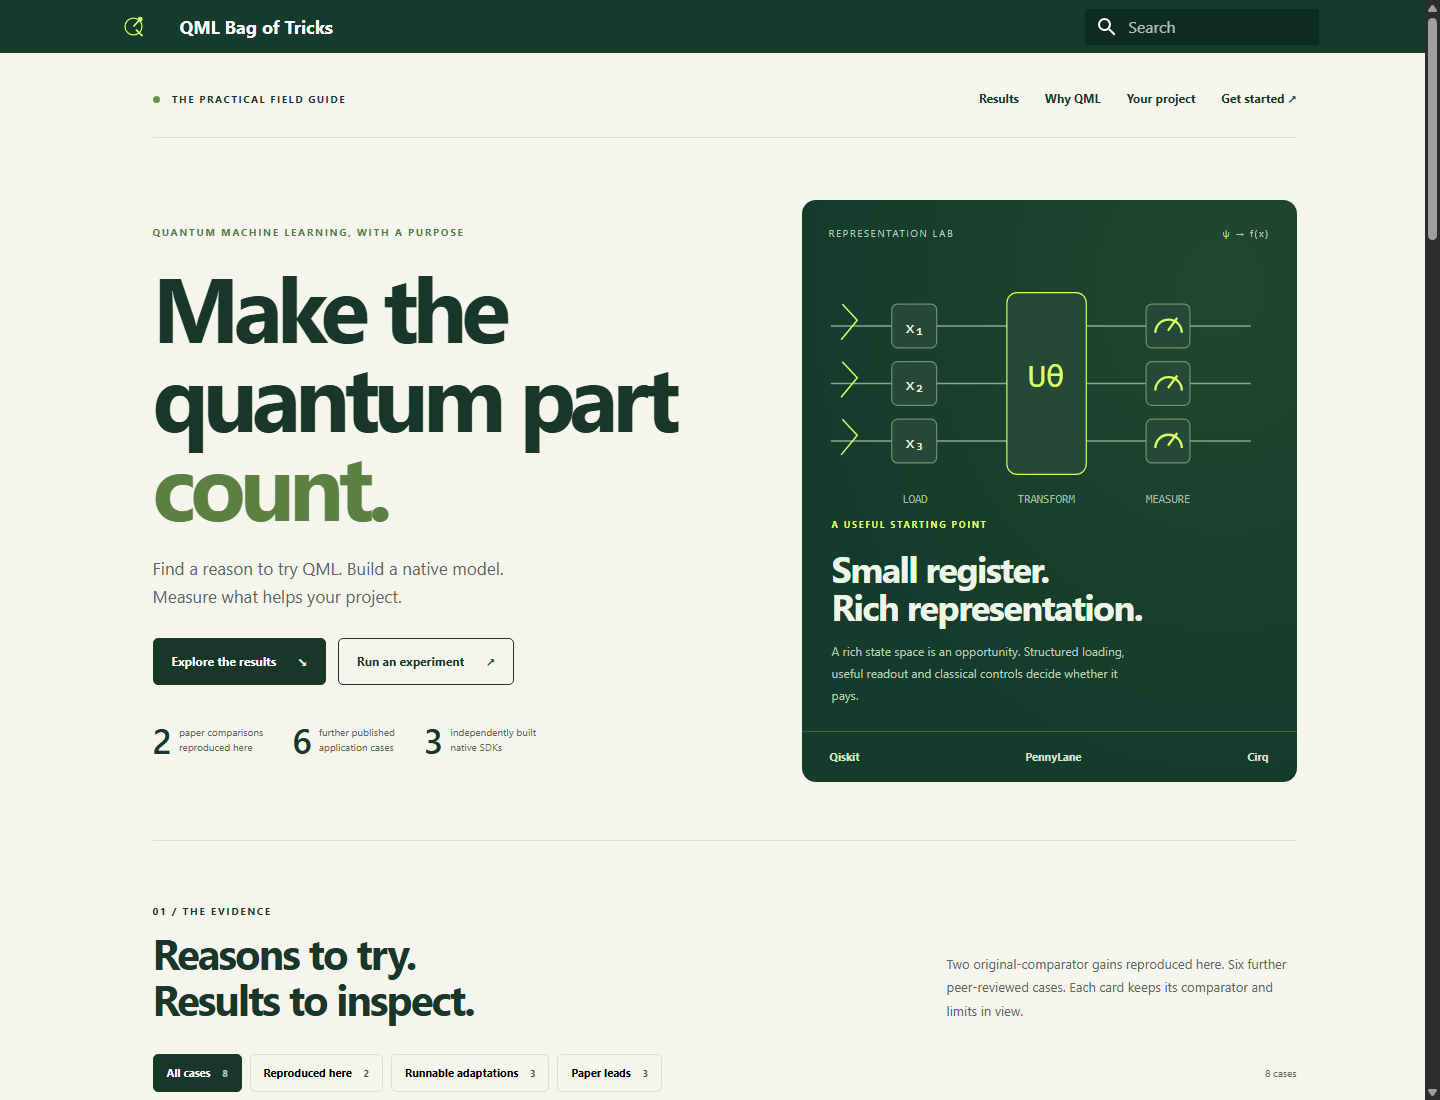 QML Bag of Tricks
Search
THE PRACTICAL FIELD GUIDE
Results
Why QML
Your project
Get started ↗
QUANTUM MACHINE LEARNING, WITH A PURPOSE
Make the
quantum part
count.
Find a reason to try QML. Build a native model.
Measure what helps your project.
Explore the results ↘
Run an experiment ↗
2 paper comparisons
reproduced here
6 further published
application cases
3 independently built
native SDKs
REPRESENTATION LAB
ψ → f(x)
x₁
x₂
x₃
Uθ
LOAD
TRANSFORM
MEASURE
A USEFUL STARTING POINT
Small register.
Rich representation.
A rich state space is an opportunity. Structured loading,
useful readout and classical controls decide whether it
pays.
Qiskit
PennyLane
Cirq
01 / THE EVIDENCE
Reasons to try.
Results to inspect.
Two original-comparator gains reproduced here. Six further
peer-reviewed cases. Each card keeps its comparator and
limits in view.
All cases 8
Reproduced here 2
Runnable adaptations 3
Paper leads 3
8 cases